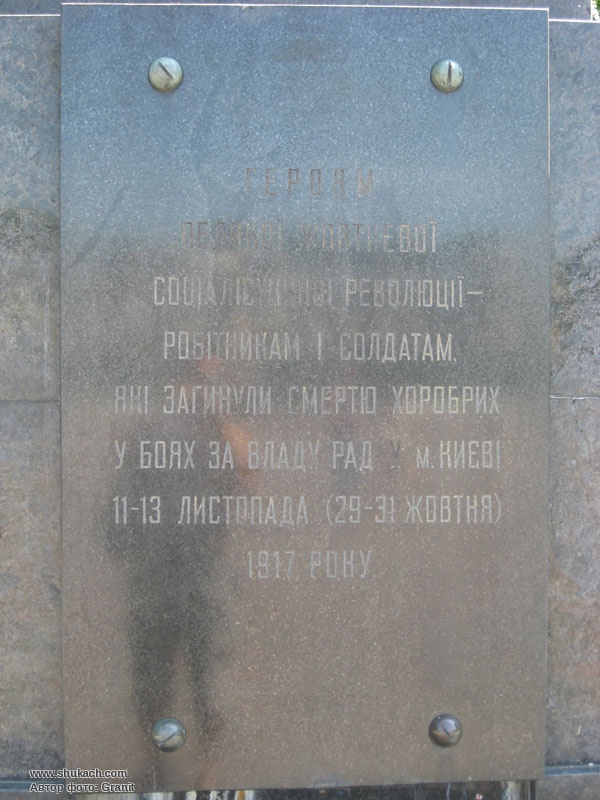 ГЕРОЯМ
ВЕЛИКОЇ ЖОВТНЕВОЇ
СОЦІАЛІСТИЧНОЇ РЕВОЛЮЦІЇ—
РОБІТНИКАМ І СОЛДАТАМ,
ЯКІ ЗАГИНУЛИ СМЕРТЮ ХОРОБРИХ
У БОЯХ ЗА ВЛАДУ РАД У м. КИЄВІ
11-13 ЛИСТОПАДА (29-31 ЖОВТНЯ)
1917 РОКУ
www.shukach.com
Автор фото: Granit